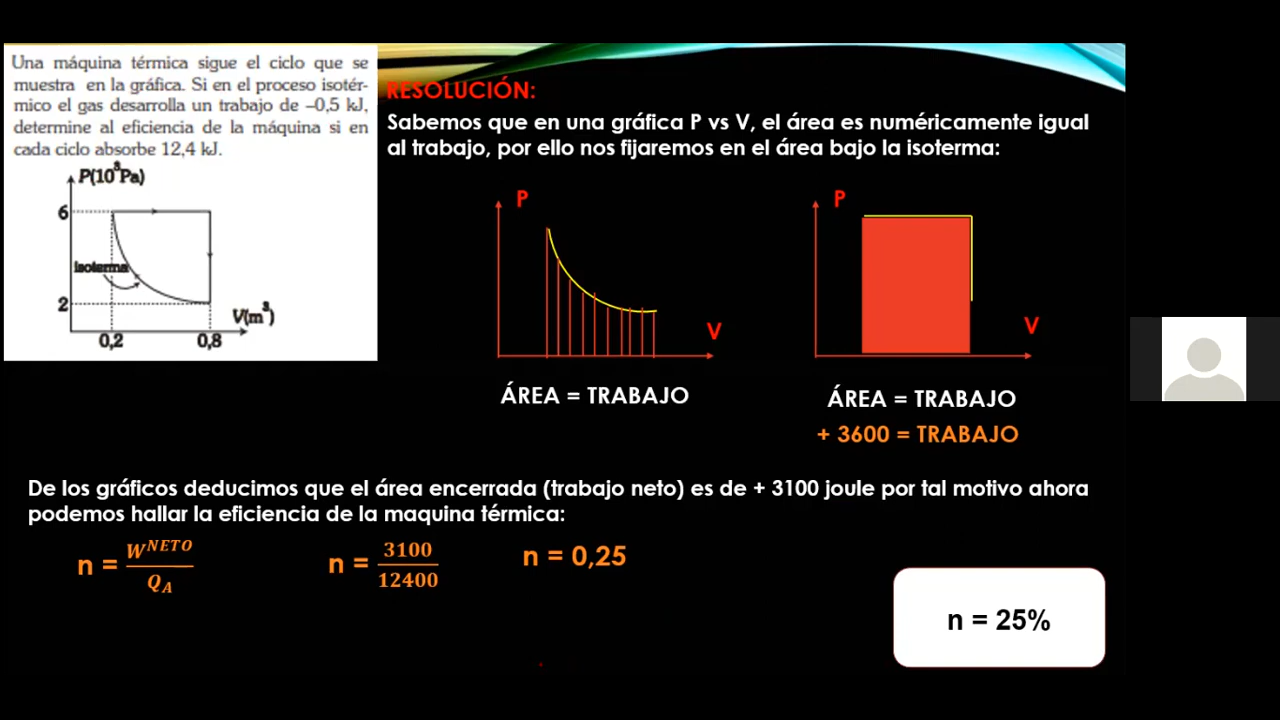 Una máquina térmica sigue el ciclo que se
muestra en la gráfica. Si en el proceso isotér-
mico el gas desarrolla un trabajo de –0,5 kJ,
determine al eficiencia de la máquina si en
cada ciclo absorbe 12,4 kJ.
P(10³Pa)
6
isoterma
2
V(m³)
0,2 0,8
RESOLUCIÓN:
Sabemos que en una gráfica P vs V, el área es numéricamente igual
al trabajo, por ello nos fijaremos en el área bajo la isoterma:
P
V
ÁREA = TRABAJO
P
V
ÁREA = TRABAJO
+ 3600 = TRABAJO
De los gráficos deducimos que el área encerrada (trabajo neto) es de + 3100 joule por tal motivo ahora
podemos hallar la eficiencia de la maquina térmica:
n = W^NETO / Q_A
n = 3100 / 12400
n = 0,25
n = 25%